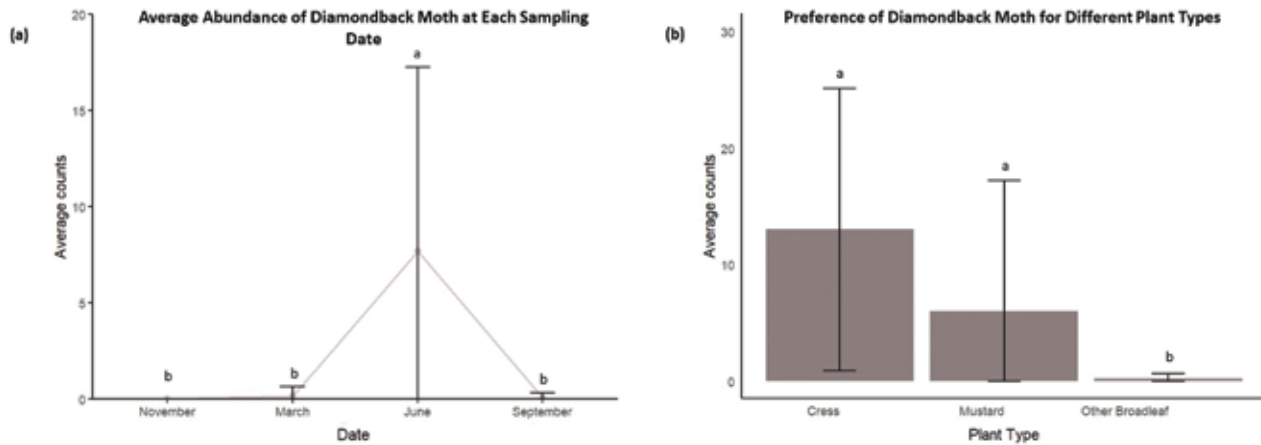 (a)
Average Abundance of Diamondback Moth at Each Sampling
Date
20
15
10
5
0
Average counts
b
b
a
b
November
March
June
September
Date
(b)
Preference of Diamondback Moth for Different Plant Types
30
20
10
0
Average counts
a
a
b
Cress
Mustard
Other Broadleaf
Plant Type